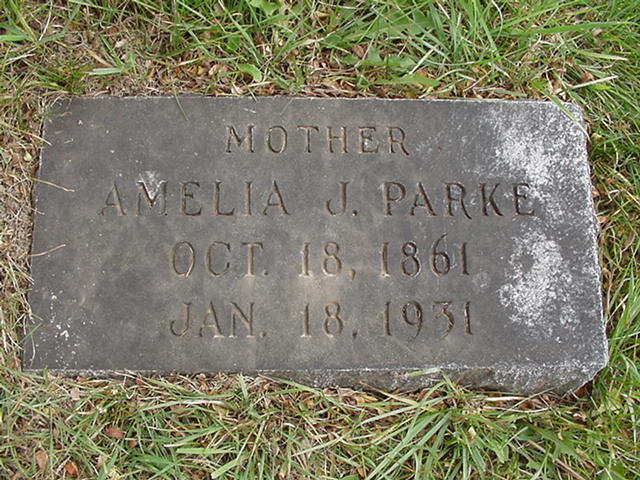 MOTHER
AMELIA J. PARKE
OCT. 18, 1861
JAN. 18, 1931